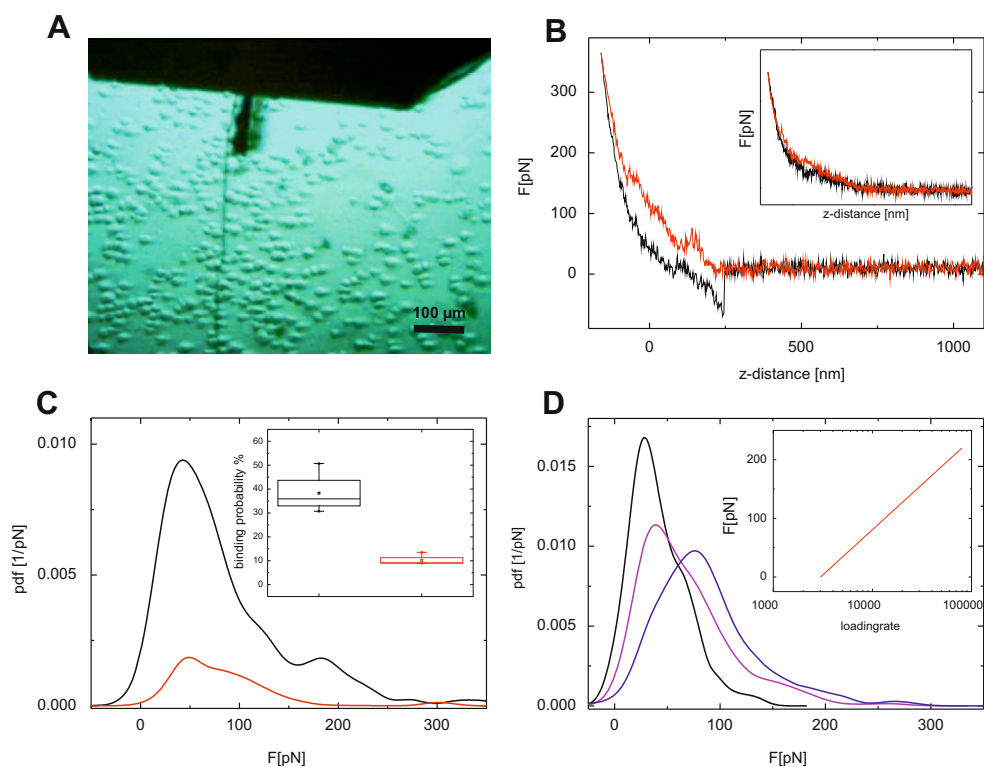 A
100 µm
B
F[pN]
300
200
100
0
0
500
1000
z-distance [nm]
F[pN]
z-distance [nm]
C
pdf [1/pN]
0.010
0.005
0.000
0
100
200
300
F[pN]
binding probability %
60
50
40
30
20
10
0
D
pdf [1/pN]
0.015
0.010
0.005
0.000
0
100
200
300
F[pN]
F[pN]
200
100
0
1000
10000
100000
loadingrate